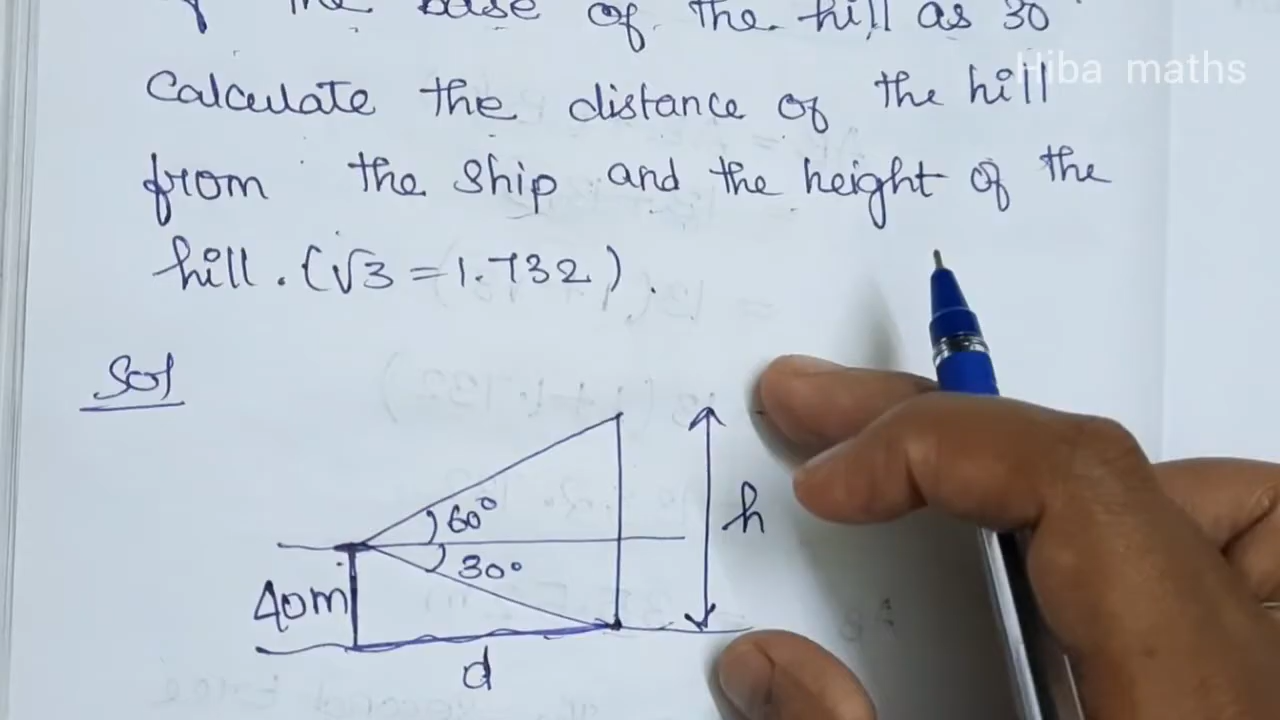 of the base of the hill as 30°
Hiba maths
Calculate the distance of the hill
from the ship and the height of the
hill. (√3 = 1.732).
Sol
60°
h
30°
40m
d